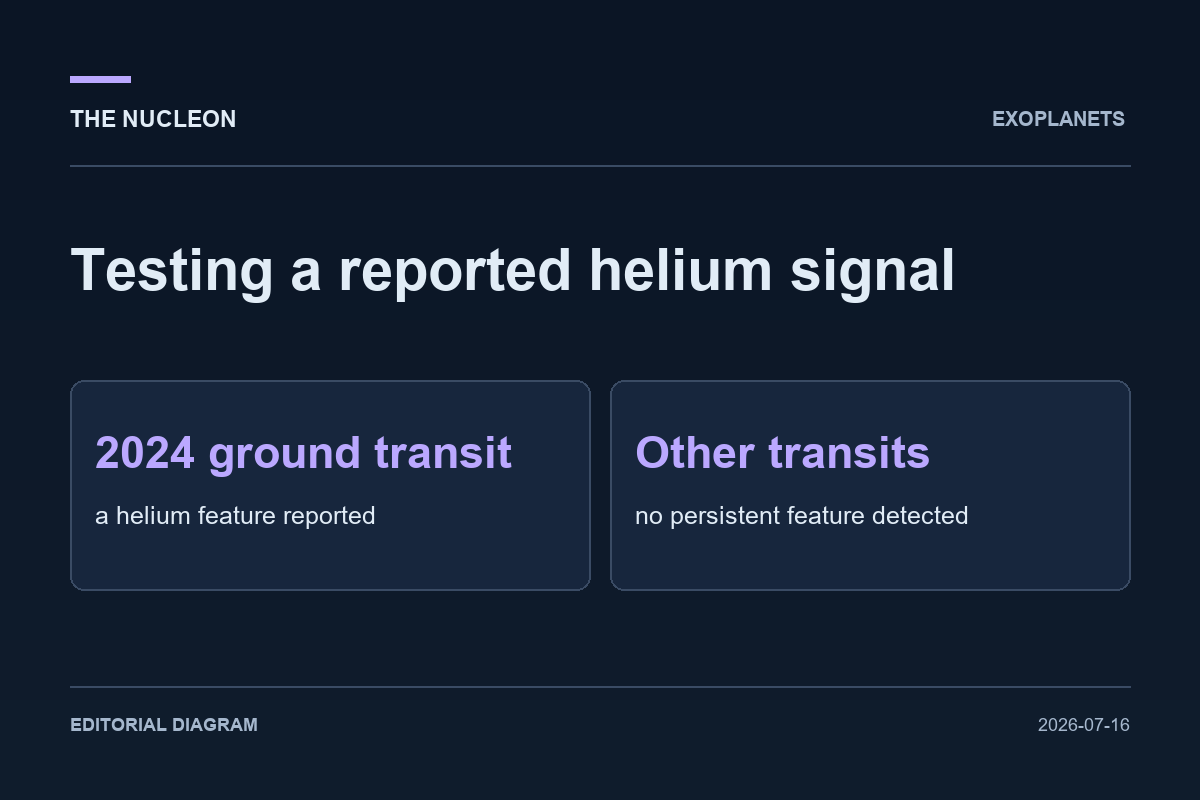 THE NUCLEON
EXOPLANETS
Testing a reported helium signal
2024 ground transit
a helium feature reported
Other transits
no persistent feature detected
EDITORIAL DIAGRAM
2026-07-16